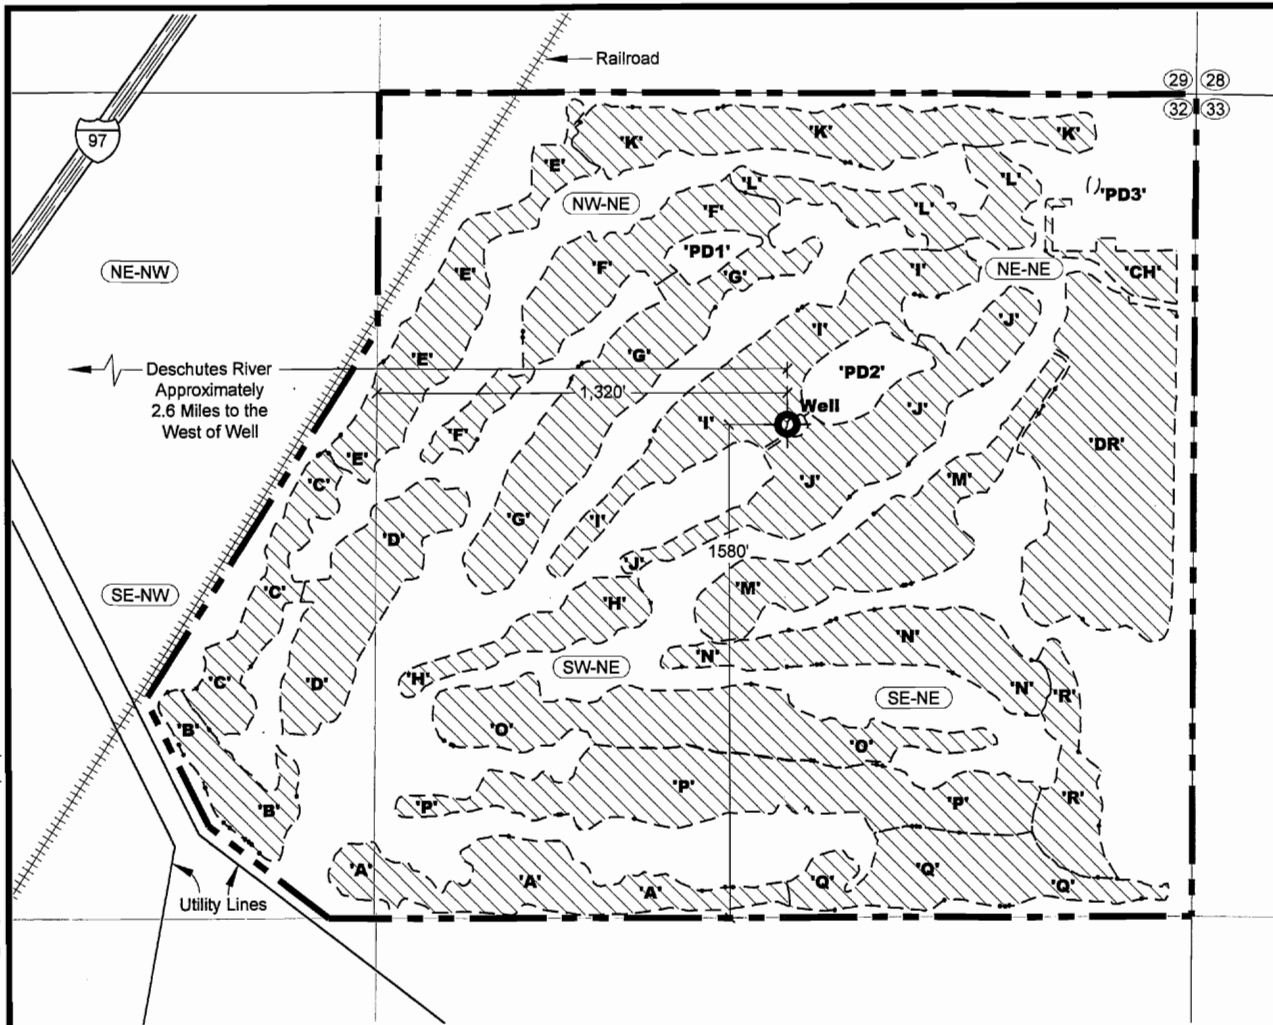 Railroad
29 28
32 33
97
'K' 'K' 'K'
'E' 'L' 'L'
'PD3'
NW-NE
'F' 'L'
'PD1'
NE-NW
'E' 'F' 'G' 'I' NE-NE 'CH'
'I' 'J'
'E' 'G'
Deschutes River
Approximately
2.6 Miles to the
West of Well
'PD2'
1,320'
Well
'F' 'I' 'J' 'DR'
'E'
'C' 'J' 'M'
'D' 'G' 'I'
1580'
'J'
SE-NW
'C' 'H' 'M'
'N' 'N'
SW-NE
'C' 'D' 'H' SE-NE 'N' 'R'
'B' 'O' 'O'
'P'
'B' 'P' 'P' 'R'
'A' 'A' 'A' 'Q' 'Q' 'Q'
Utility Lines